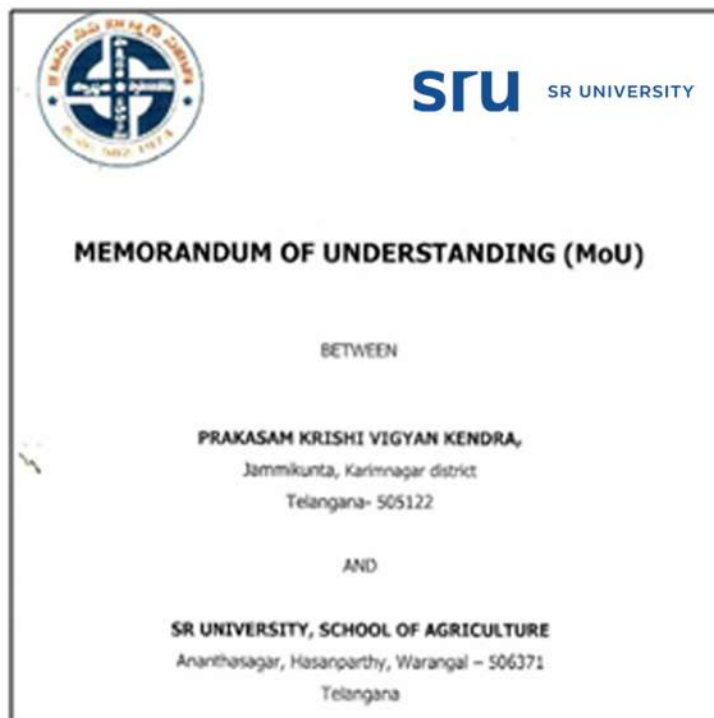 sru SR UNIVERSITY
MEMORANDUM OF UNDERSTANDING (MoU)
BETWEEN
PRAKASAM KRISHI VIGYAN KENDRA,
Jammikunta, Karimnagar district
Telangana- 505122
AND
SR UNIVERSITY, SCHOOL OF AGRICULTURE
Ananthasagar, Hasanparthy, Warangal – 506371
Telangana